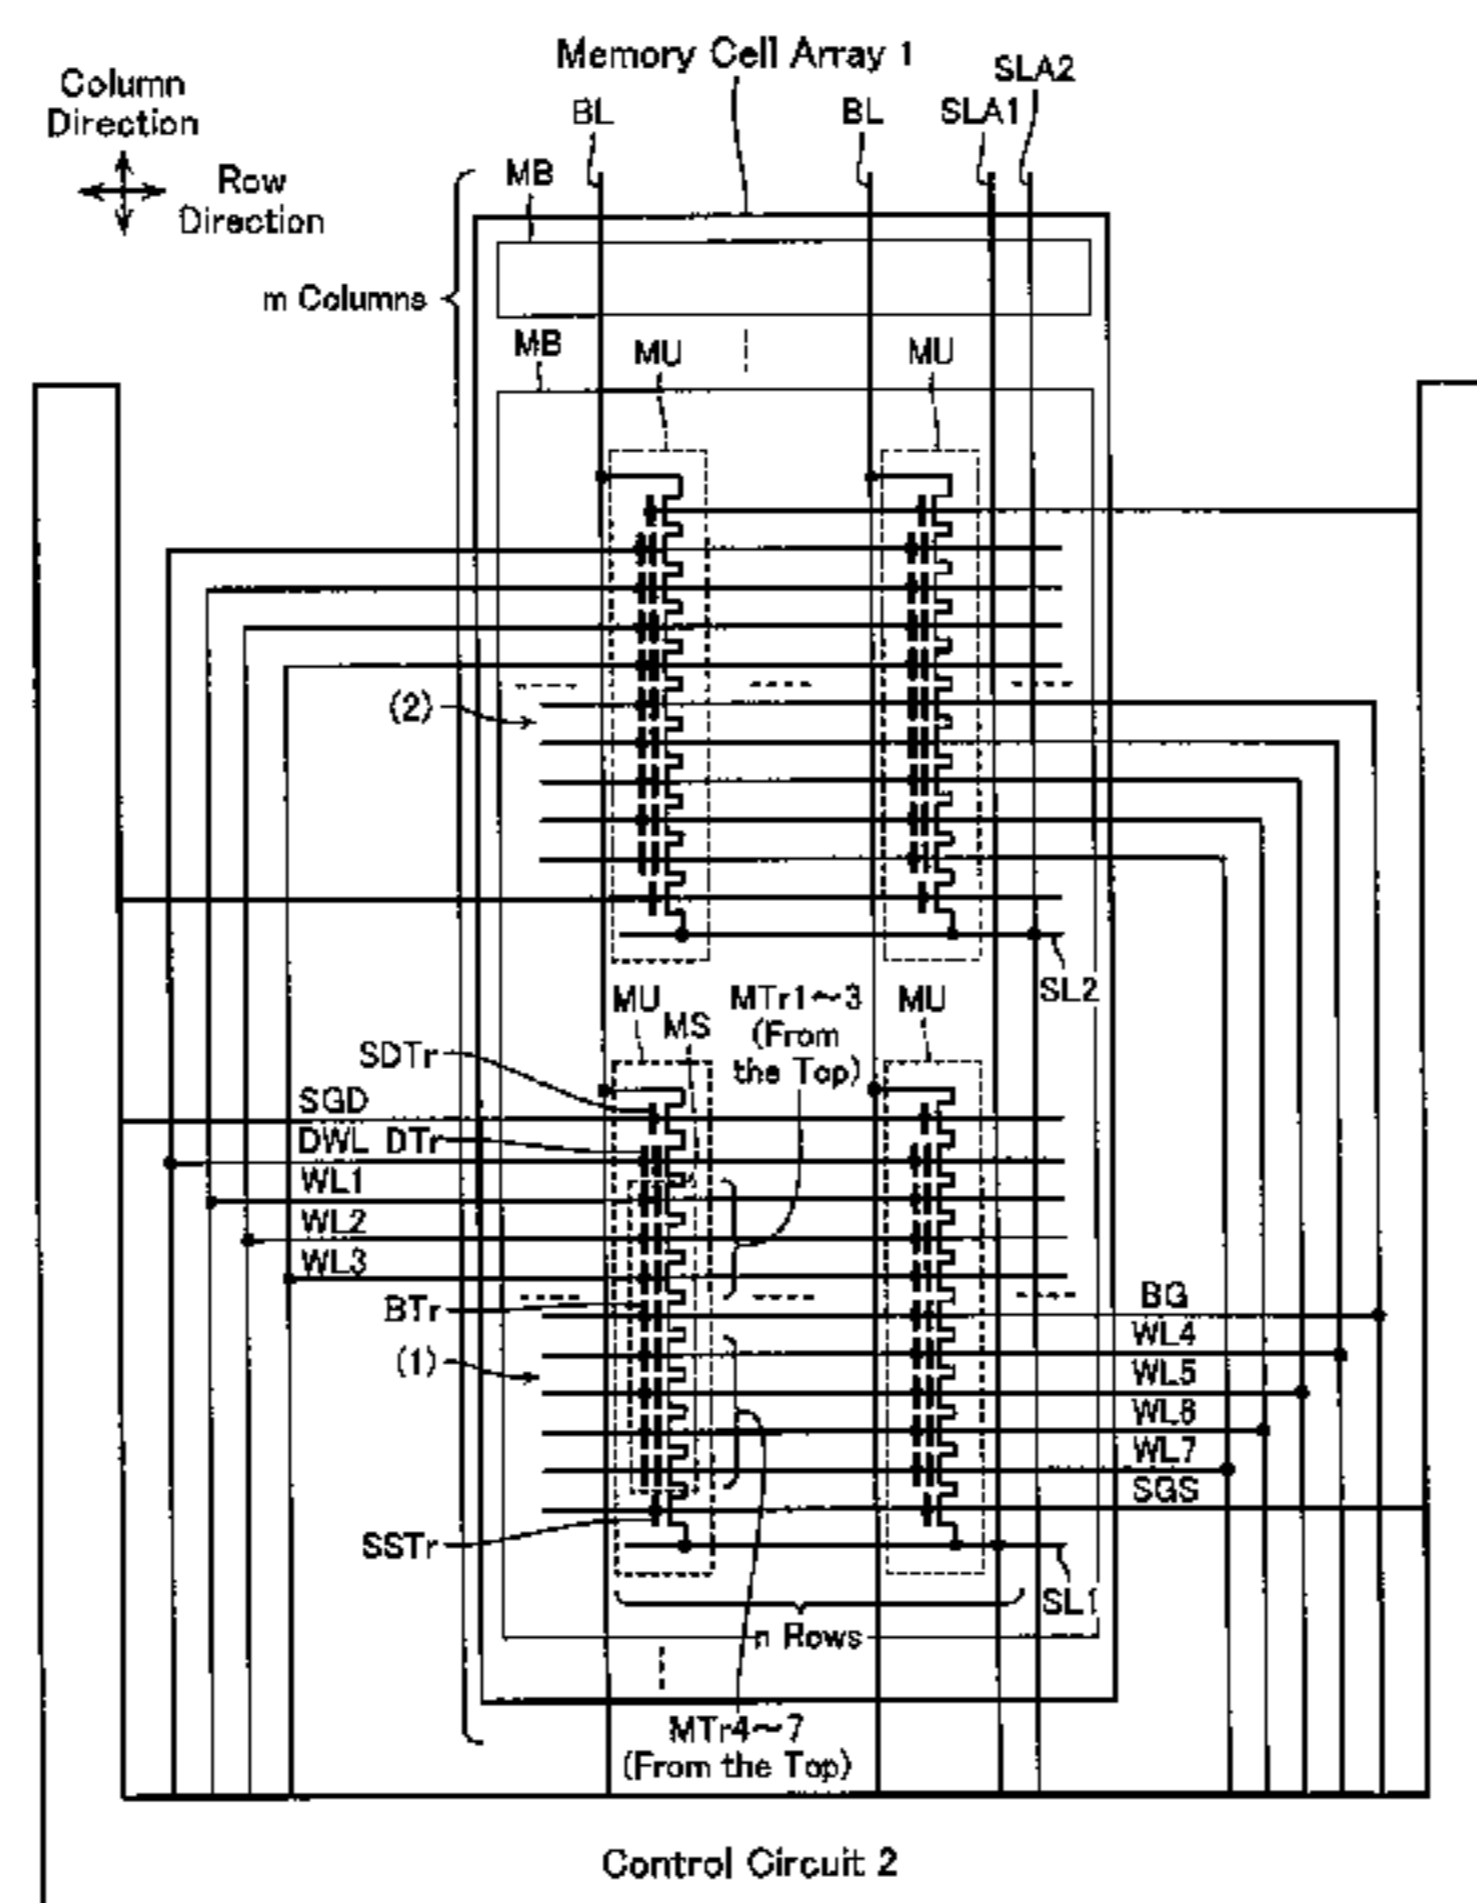 Memory Cell Array 1
SLA2
Column
Direction
BL
BL
SLA1
MB
Row
Direction
m Columns
MB
MU
MU
(2)
SL2
MU
MS
MTr1~3
(From
the Top)
MU
SDTr
SGD
DWL DTr
WL1
WL2
WL3
BG
BTr
WL4
(1)
WL5
WL6
WL7
SGS
SSTr
SL1
n Rows
MTr4~7
(From the Top)
Control Circuit 2